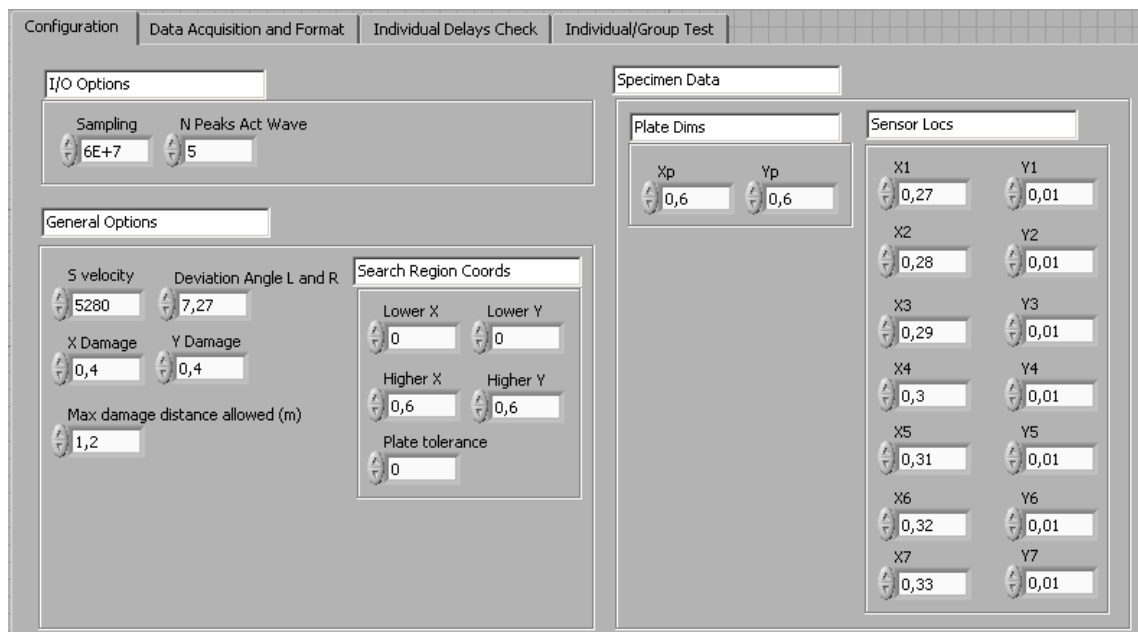 Configuration
Data Acquisition and Format
Individual Delays Check
Individual/Group Test
I/O Options
Sampling N Peaks Act Wave
6E+7 5
General Options
S velocity Deviation Angle L and R
5280 7,27
X Damage Y Damage
0,4 0,4
Max damage distance allowed (m)
1,2
Search Region Coords
Lower X Lower Y
0 0
Higher X Higher Y
0,6 0,6
Plate tolerance
0
Specimen Data
Plate Dims
Xp Yp
0,6 0,6
Sensor Locs
X1 Y1
0,27 0,01
X2 Y2
0,28 0,01
X3 Y3
0,29 0,01
X4 Y4
0,3 0,01
X5 Y5
0,31 0,01
X6 Y6
0,32 0,01
X7 Y7
0,33 0,01